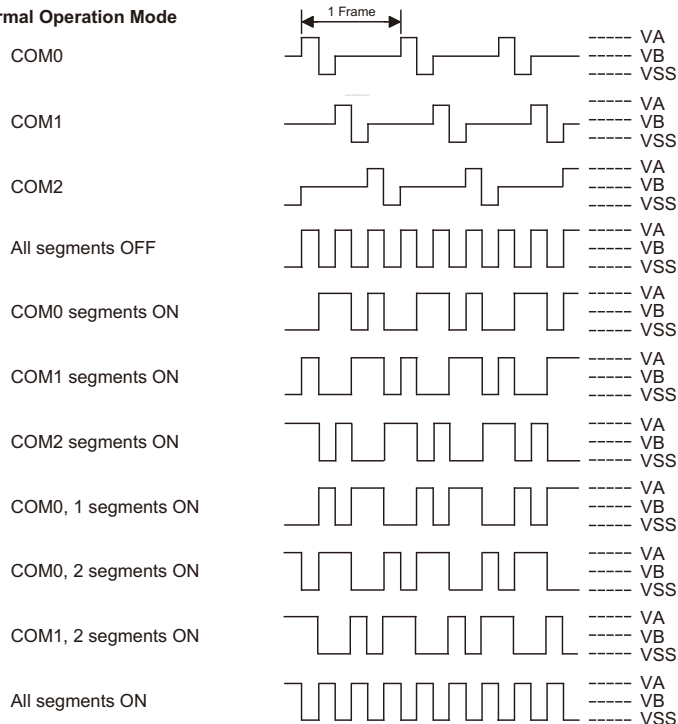 rmal Operation Mode
1 Frame
COM0
VA
VB
VSS
COM1
VA
VB
VSS
COM2
VA
VB
VSS
All segments OFF
VA
VB
VSS
COM0 segments ON
VA
VB
VSS
COM1 segments ON
VA
VB
VSS
COM2 segments ON
VA
VB
VSS
COM0, 1 segments ON
VA
VB
VSS
COM0, 2 segments ON
VA
VB
VSS
COM1, 2 segments ON
VA
VB
VSS
All segments ON
VA
VB
VSS